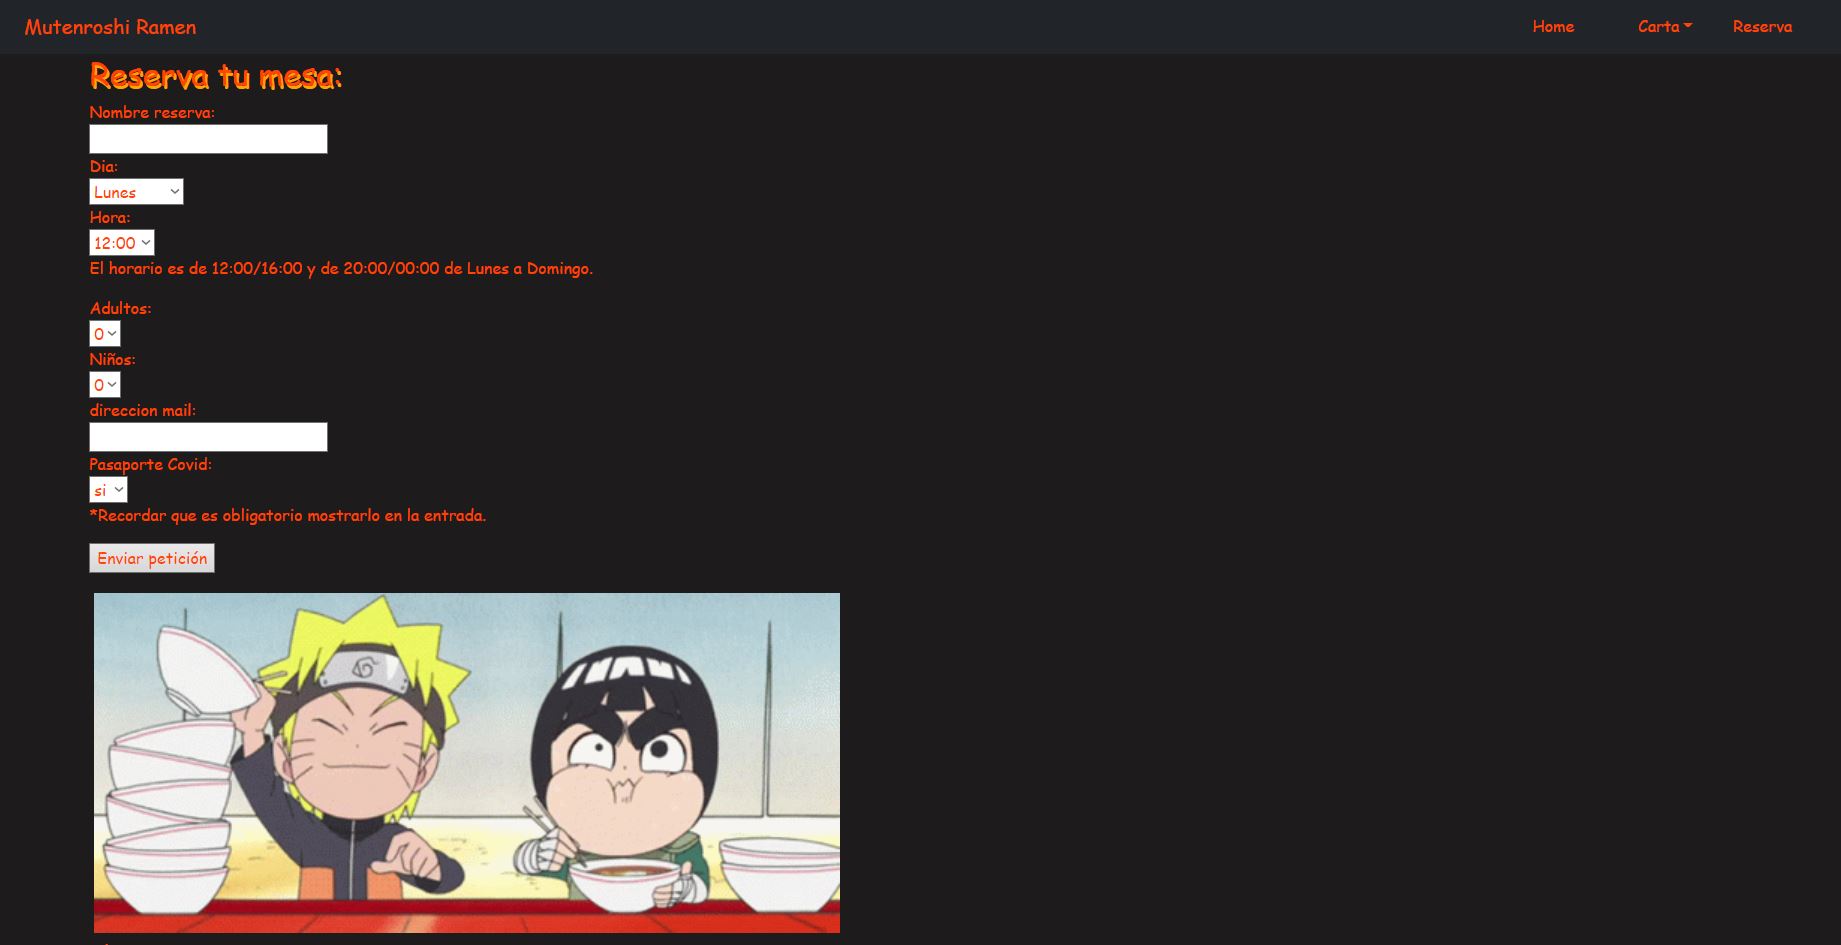 Mutenroshi Ramen
Home Carta Reserva
Reserva tu mesa:
Nombre reserva:
Dia:
Lunes
Hora:
12:00
El horario es de 12:00/16:00 y de 20:00/00:00 de Lunes a Domingo.
Adultos:
0
Niños:
0
direccion mail:
Pasaporte Covid:
si
*Recordar que es obligatorio mostrarlo en la entrada.
Enviar petición